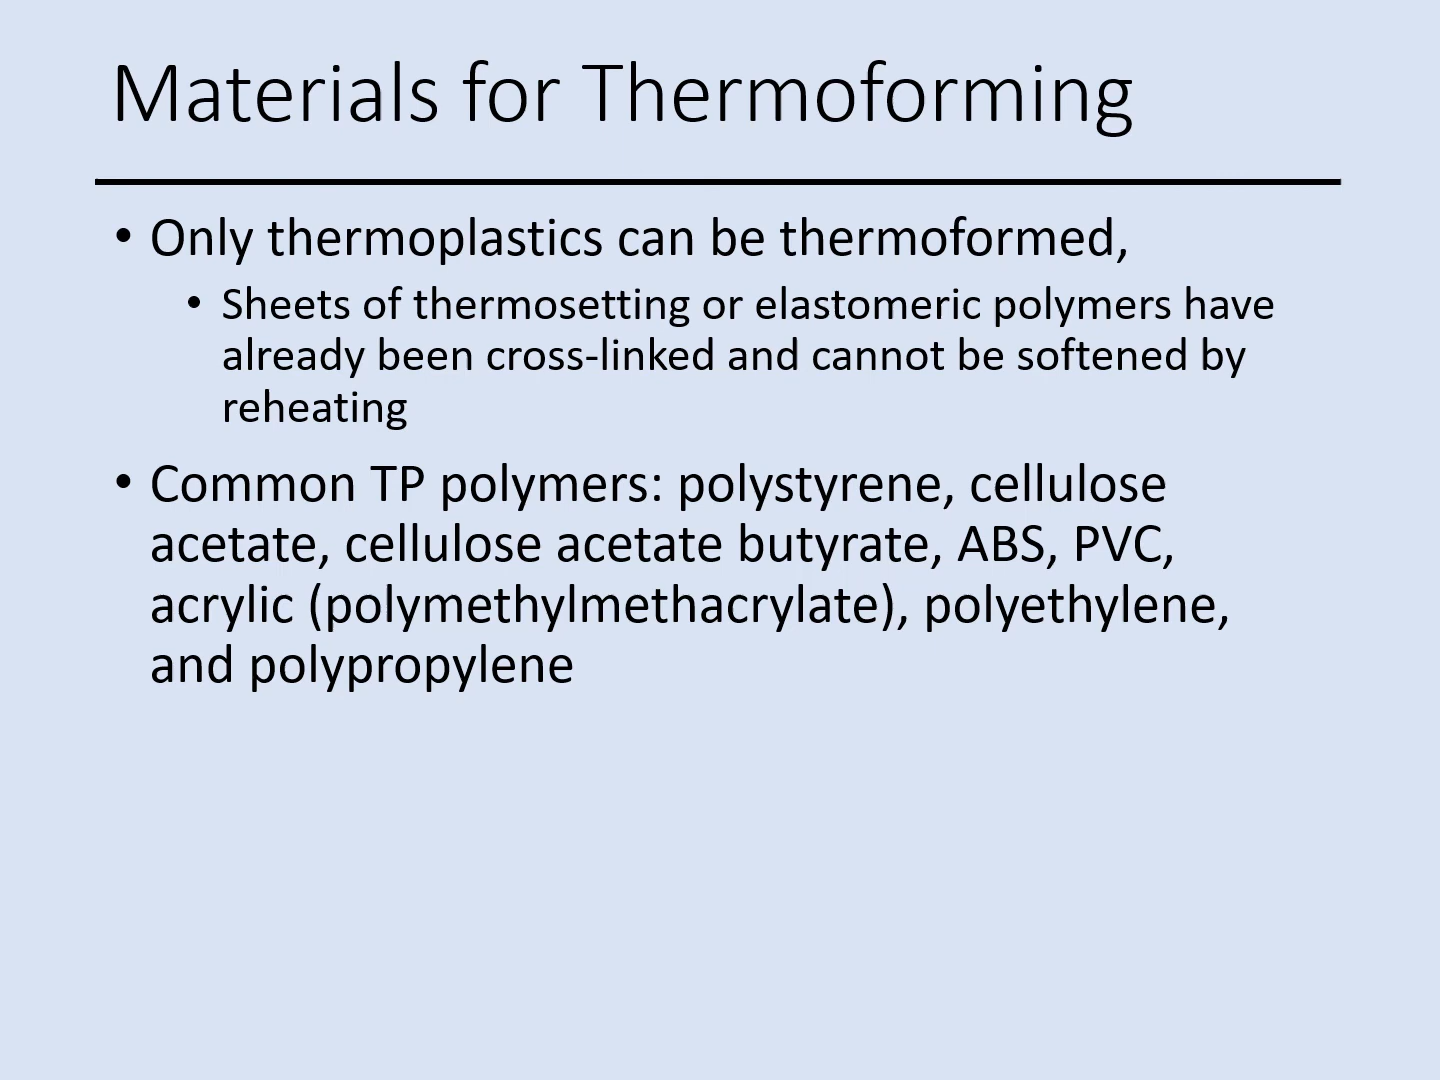 Materials for Thermoforming
• Only thermoplastics can be thermoformed,
• Sheets of thermosetting or elastomeric polymers have
already been cross-linked and cannot be softened by
reheating
• Common TP polymers: polystyrene, cellulose
acetate, cellulose acetate butyrate, ABS, PVC,
acrylic (polymethylmethacrylate), polyethylene,
and polypropylene